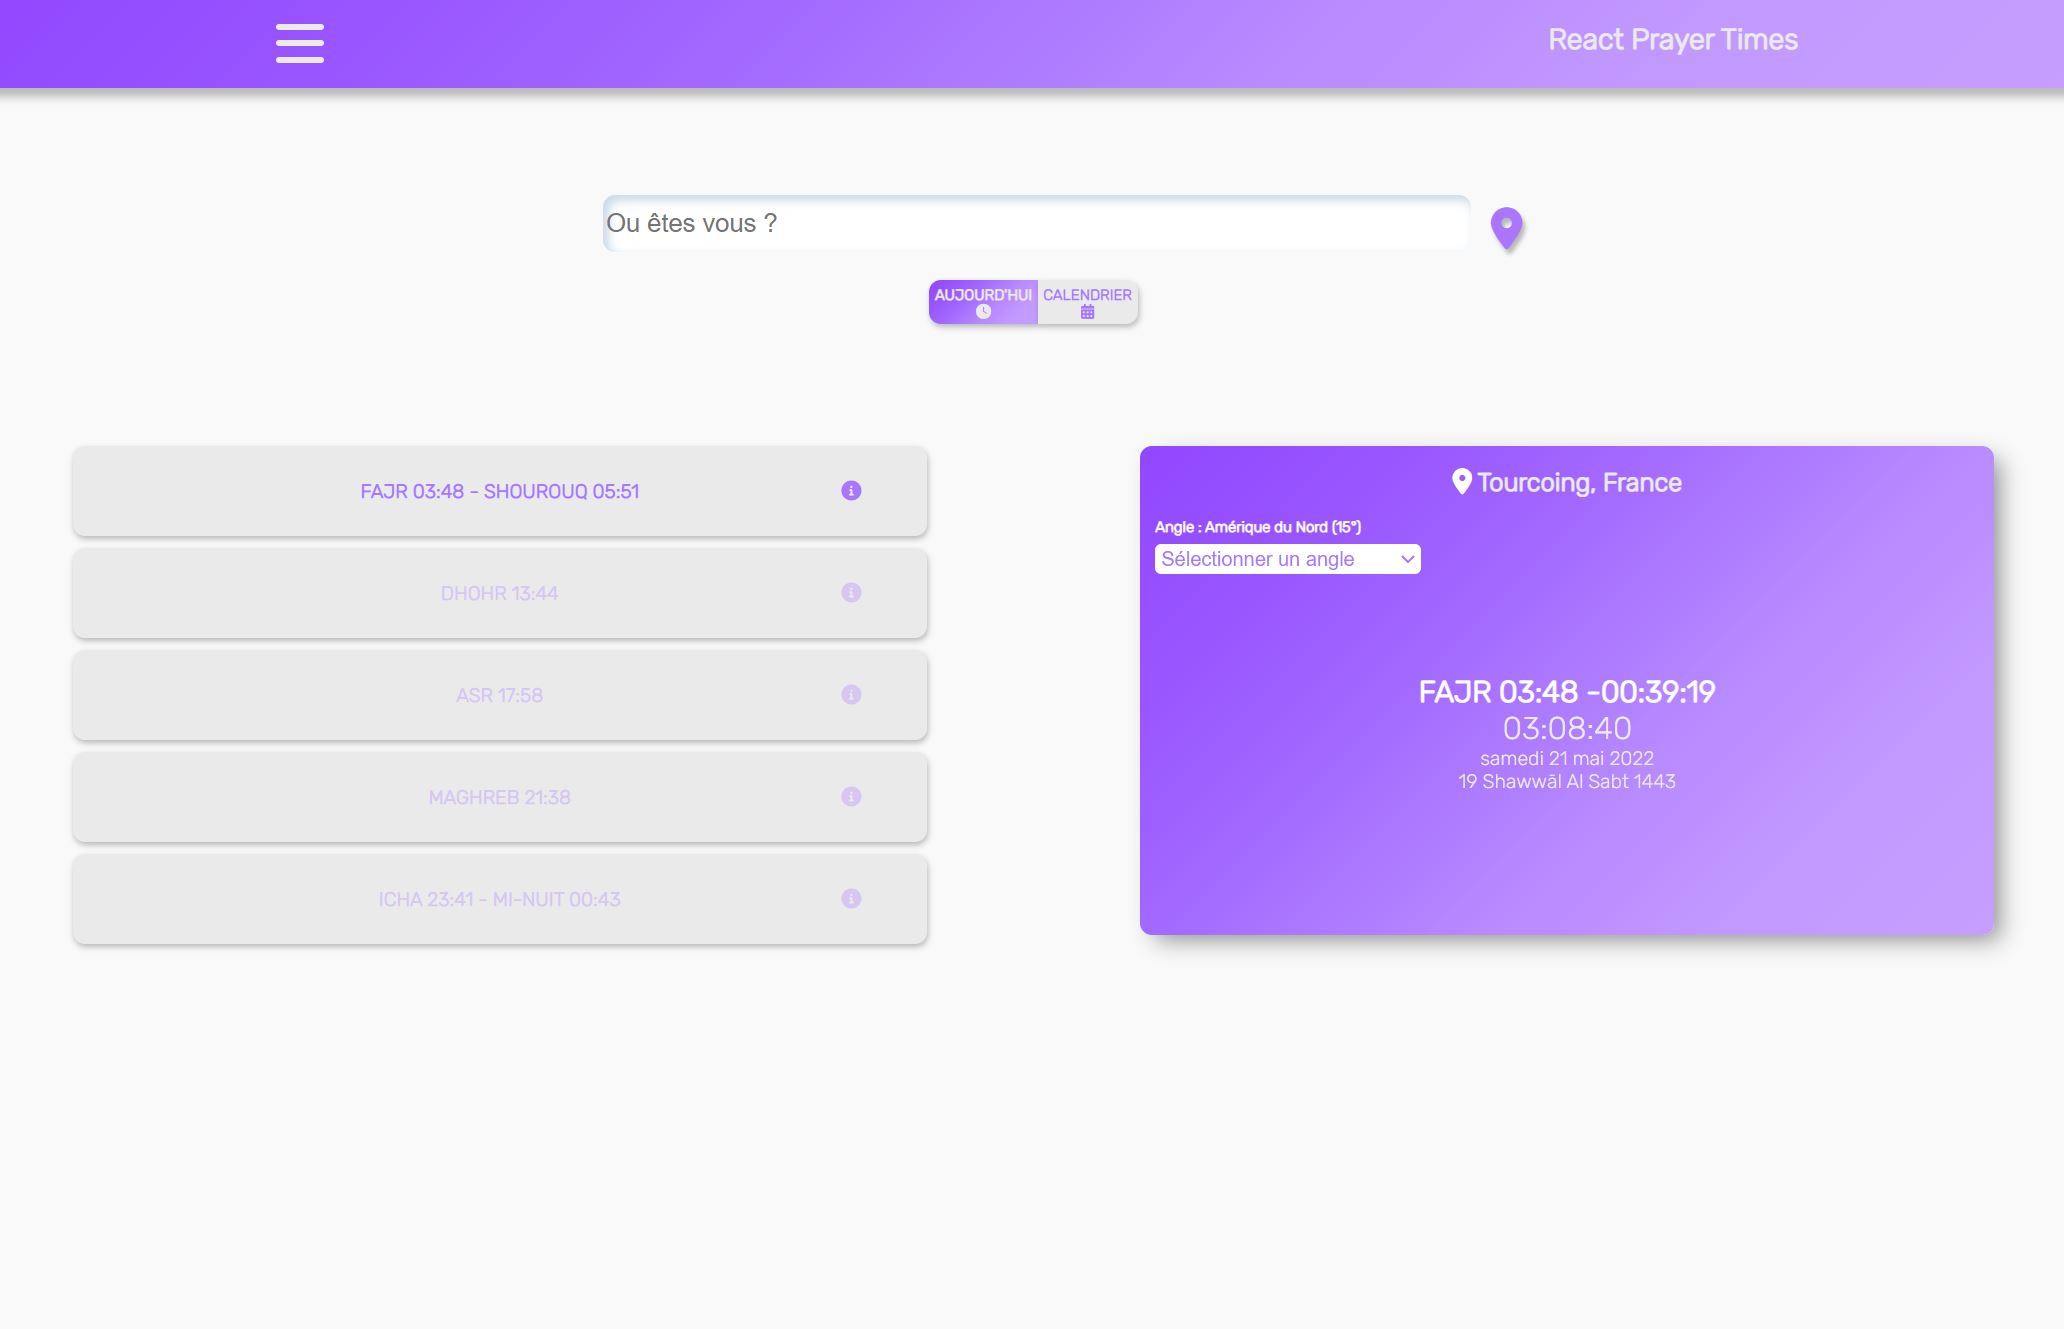 React Prayer Times
Ou êtes vous ?
AUJOURD'HUI
CALENDRIER
FAJR 03:48 - SHOUROUQ 05:51
DHOHR 13:44
ASR 17:58
MAGHREB 21:38
ICHA 23:41 - MI-NUIT 00:43
Tourcoing, France
Angle : Amérique du Nord (15°)
Sélectionner un angle
FAJR 03:48 -00:39:19
03:08:40
samedi 21 mai 2022
19 Shawwāl Al Sabt 1443